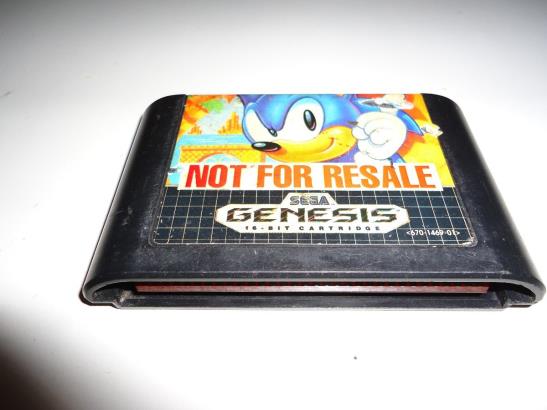 NOT FOR RESALE
SEGA
GENESIS
16-BIT CARTRIDGE
<670-1469-01>